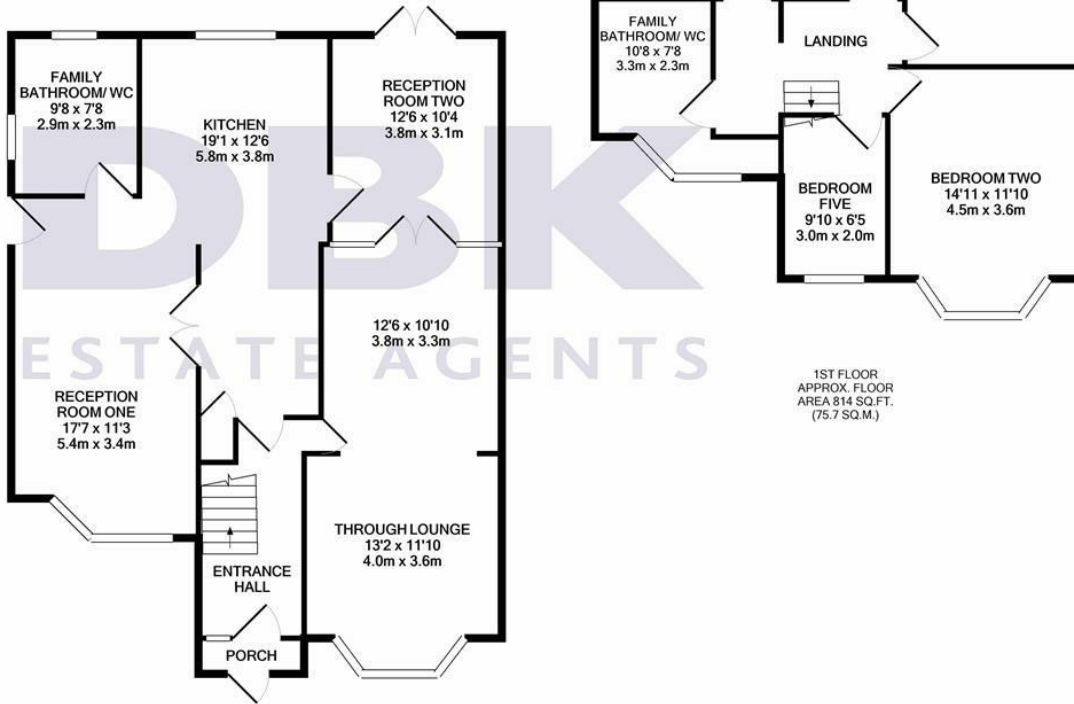 FAMILY
BATHROOM/ WC
9'8 x 7'8
2.9m x 2.3m
KITCHEN
19'1 x 12'6
5.8m x 3.8m
RECEPTION
ROOM TWO
12'6 x 10'4
3.8m x 3.1m
12'6 x 10'10
3.8m x 3.3m
RECEPTION
ROOM ONE
17'7 x 11'3
5.4m x 3.4m
THROUGH LOUNGE
13'2 x 11'10
4.0m x 3.6m
ENTRANCE
HALL
PORCH
FAMILY
BATHROOM/ WC
10'8 x 7'8
3.3m x 2.3m
LANDING
BEDROOM
FIVE
9'10 x 6'5
3.0m x 2.0m
BEDROOM TWO
14'11 x 11'10
4.5m x 3.6m
1ST FLOOR
APPROX. FLOOR
AREA 814 SQ.FT.
(75.7 SQ.M.)
DBK
ESTATE AGENTS